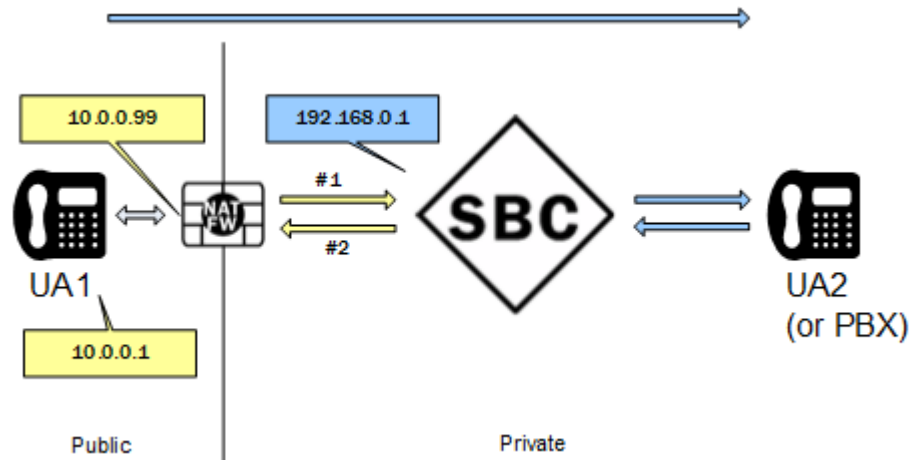 10.0.0.99
192.168.0.1
#1
NAT
FW
SBC
#2
UA1
UA2
(or PBX)
10.0.0.1
Public
Private